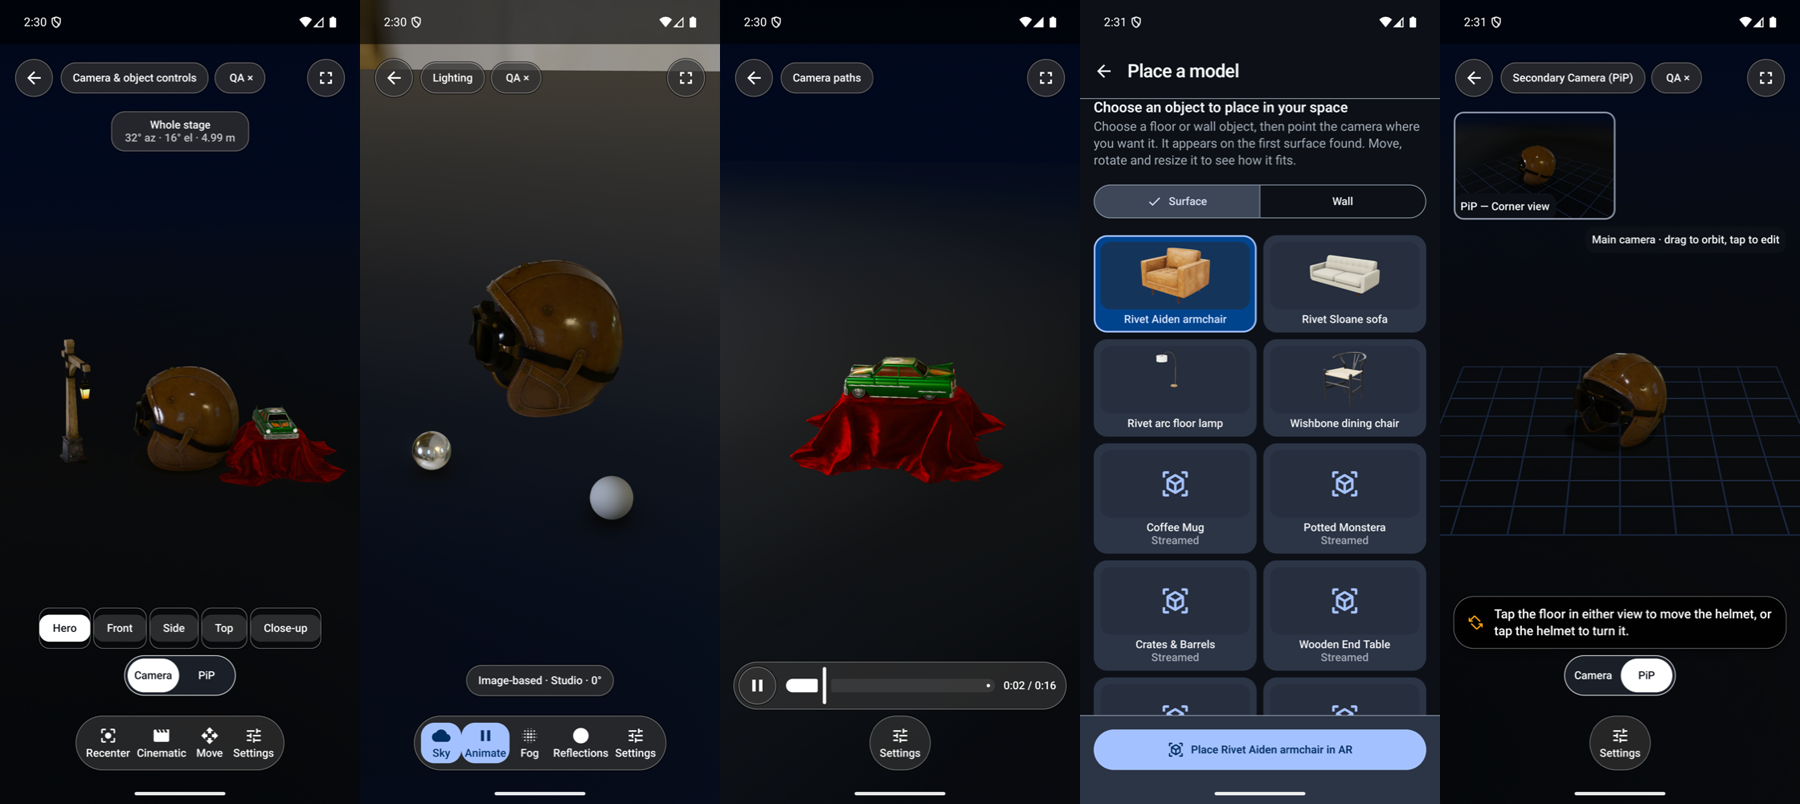 2:30
Camera & object controls
QA ×
Whole stage
32° az · 16° el · 4.99 m
Hero
Front
Side
Top
Close-up
Camera
PiP
Recenter
Cinematic
Move
Settings
2:30
Lighting
QA ×
Image-based · Studio · 0°
Sky
Animate
Fog
Reflections
Settings
2:30
Camera paths
0:02 / 0:16
Settings
2:31
Place a model
Choose an object to place in your space
Choose a floor or wall object, then point the camera where
you want it. It appears on the first surface found. Move,
rotate and resize it to see how it fits.
Surface
Wall
Rivet Aiden armchair
Rivet Sloane sofa
Rivet arc floor lamp
Wishbone dining chair
Coffee Mug
Streamed
Potted Monstera
Streamed
Crates & Barrels
Streamed
Wooden End Table
Streamed
Place Rivet Aiden armchair in AR
2:31
Secondary Camera (PiP)
QA ×
PiP — Corner view
Main camera · drag to orbit, tap to edit
Tap the floor in either view to move the helmet, or
tap the helmet to turn it.
Camera
PiP
Settings